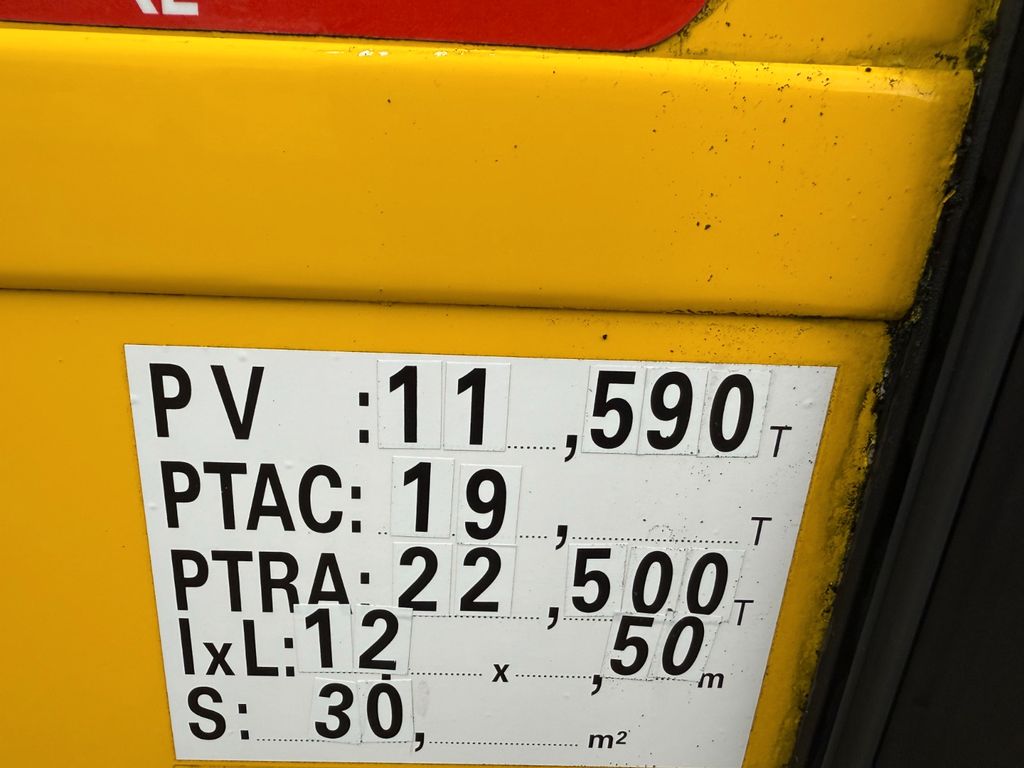 PV : 11,590 T
PTAC: 19, T
PTRA: 22,500 T
lxL: 12 x ,50 m
S: 30, m²